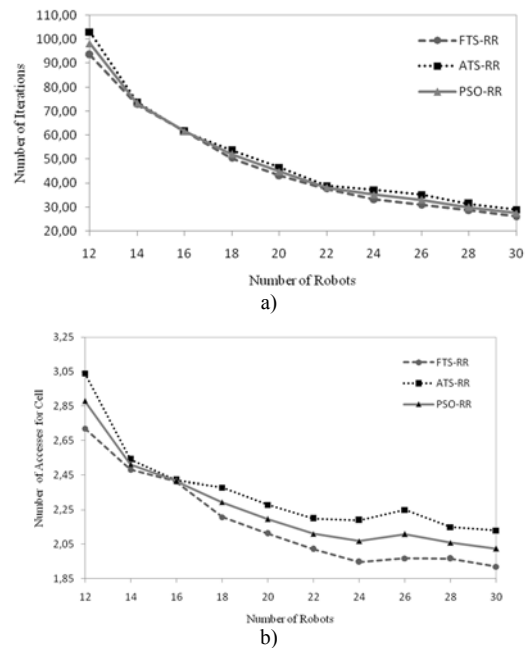 110,00
100,00
90,00
80,00
70,00
60,00
50,00
40,00
30,00
20,00
Number of Iterations
FTS-RR
ATS-RR
PSO-RR
12 14 16 18 20 22 24 26 28 30
Number of Robots
a)
3,25
3,05
2,85
2,65
2,45
2,25
2,05
1,85
Number of Accesses for Cell
FTS-RR
ATS-RR
PSO-RR
12 14 16 18 20 22 24 26 28 30
Number of Robots
b)